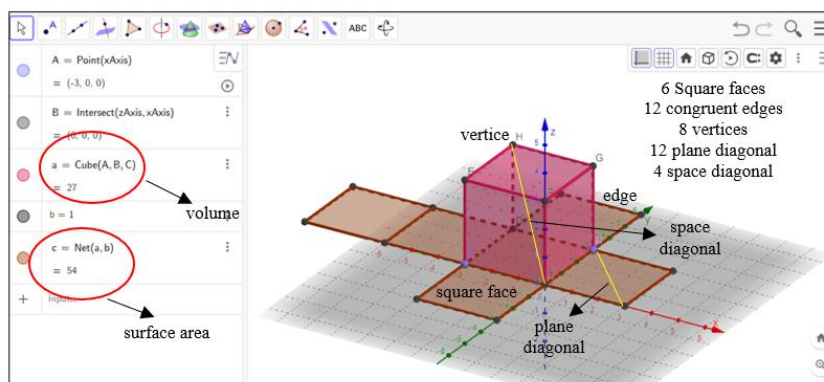 ABC
A = Point(xAxis)
= (-3, 0, 0)
B = Intersect(zAxis, xAxis)
= (0, 0, 0)
a = Cube(A, B, C)
= 27
volume
b = 1
c = Net(a, b)
= 54
surface area
6 Square faces
12 congruent edges
8 vertices
12 plane diagonal
4 space diagonal
vertice
H
z
G
edge
space
diagonal
y
square face
plane
diagonal
x